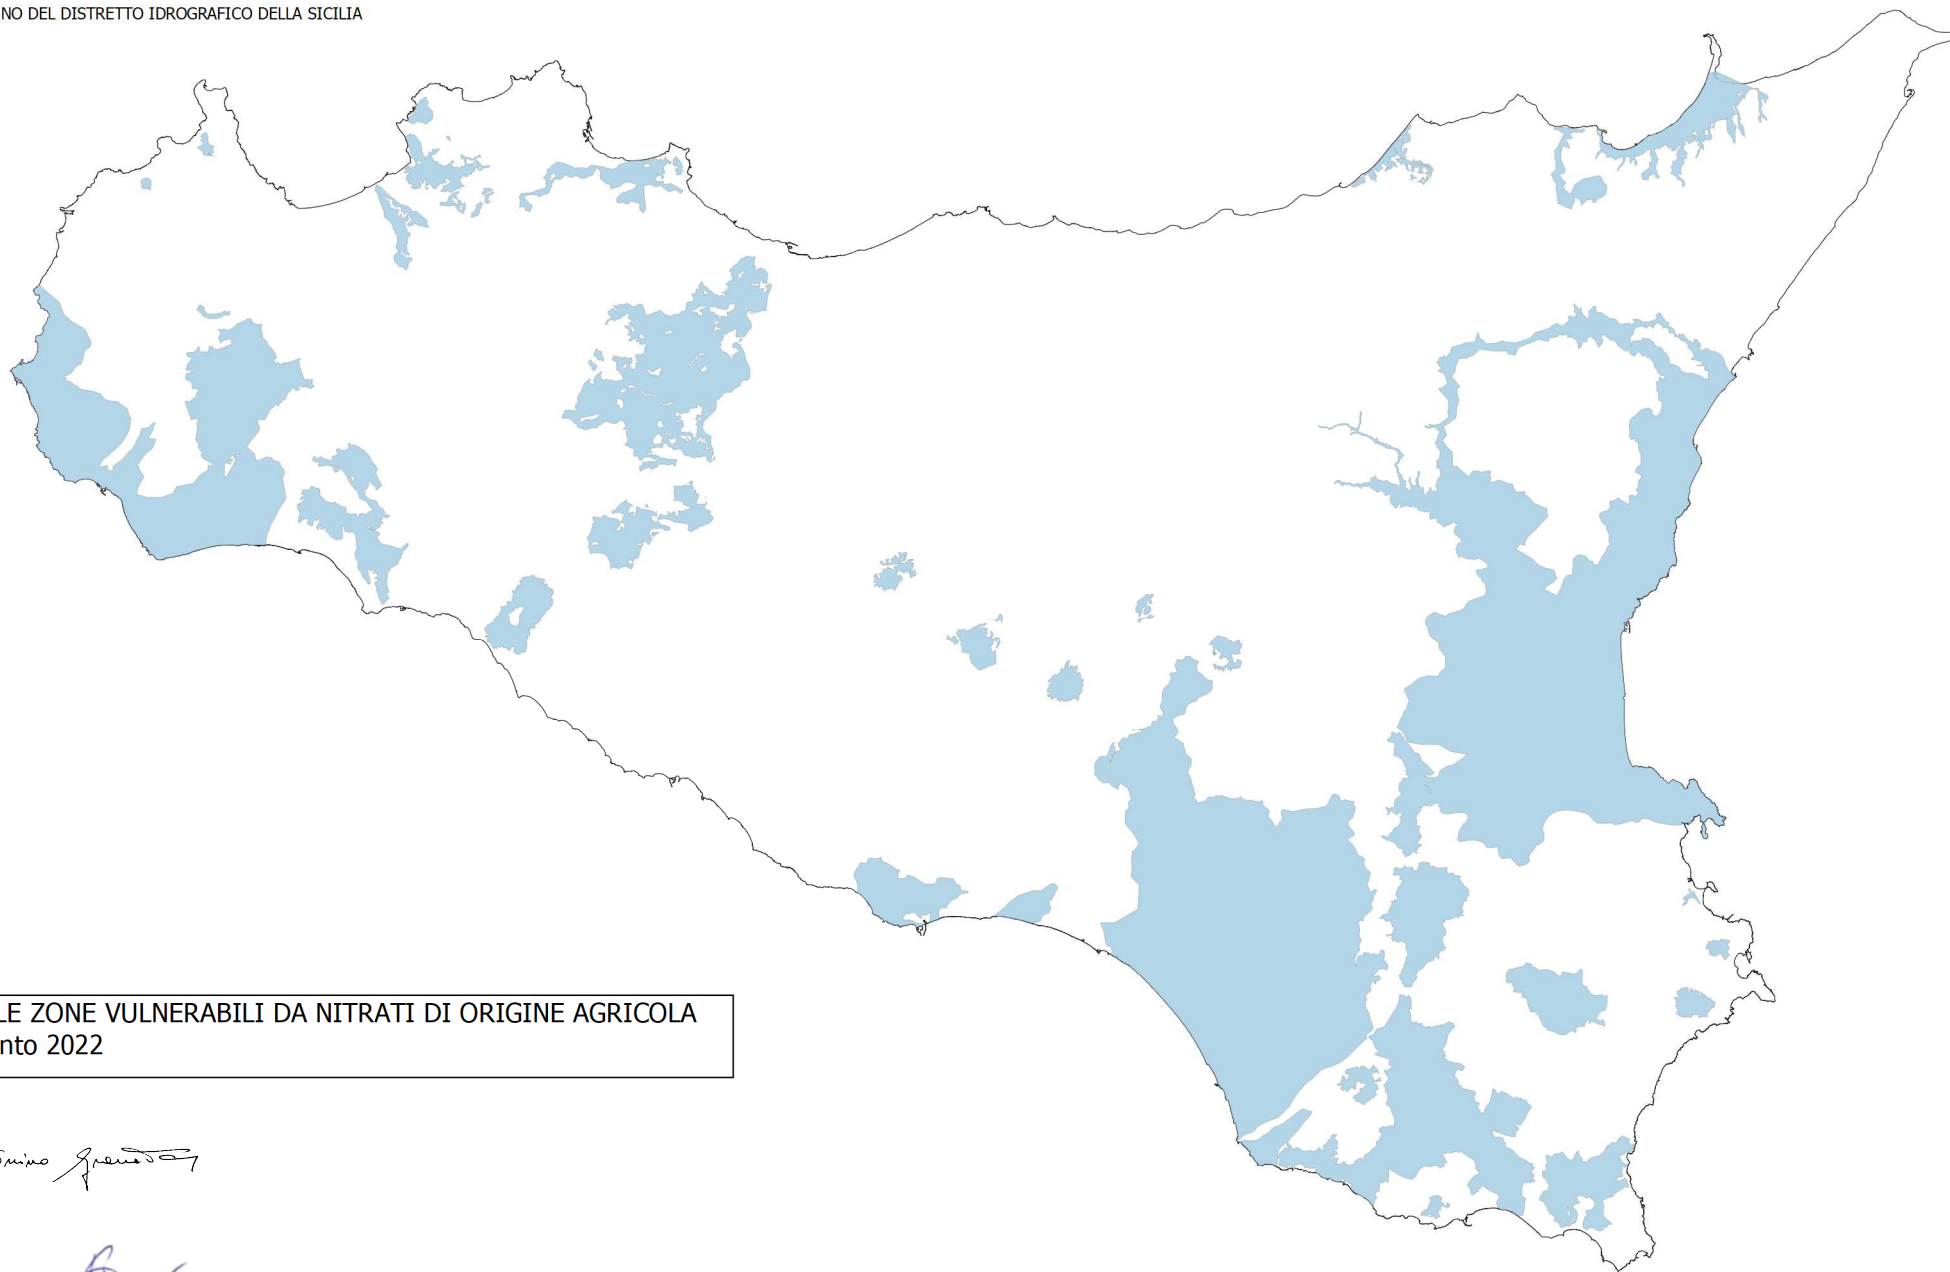 NO DEL DISTRETTO IDROGRAFICO DELLA SICILIA
LE ZONE VULNERABILI DA NITRATI DI ORIGINE AGRICOLA
nto 2022